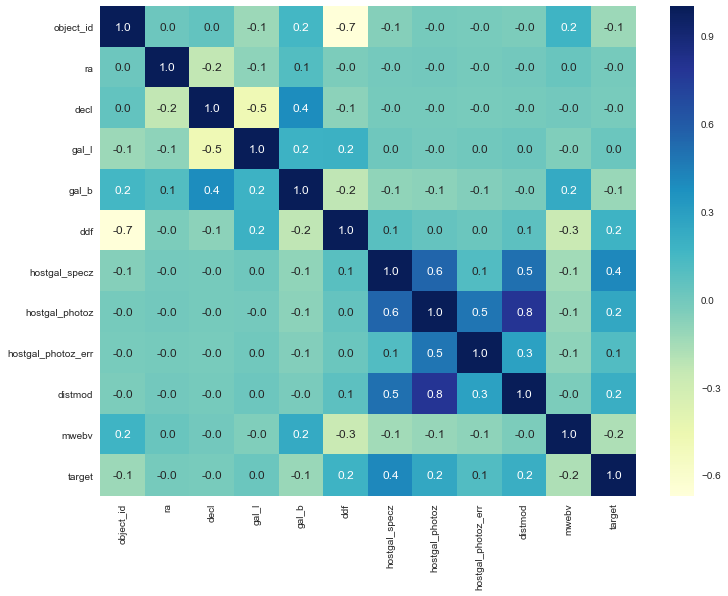 object_id 1.0 0.0 0.0 -0.1 0.2 -0.7 -0.1 -0.0 -0.0 -0.0 0.2 -0.1
ra 0.0 1.0 -0.2 -0.1 0.1 -0.0 -0.0 -0.0 -0.0 -0.0 0.0 -0.0
decl 0.0 -0.2 1.0 -0.5 0.4 -0.1 -0.0 -0.0 -0.0 -0.0 -0.0 -0.0
gal_l -0.1 -0.1 -0.5 1.0 0.2 0.2 0.0 -0.0 0.0 0.0 -0.0 0.0
gal_b 0.2 0.1 0.4 0.2 1.0 -0.2 -0.1 -0.1 -0.1 -0.0 0.2 -0.1
ddf -0.7 -0.0 -0.1 0.2 -0.2 1.0 0.1 0.0 0.0 0.1 -0.3 0.2
hostgal_specz -0.1 -0.0 -0.0 0.0 -0.1 0.1 1.0 0.6 0.1 0.5 -0.1 0.4
hostgal_photoz -0.0 -0.0 -0.0 -0.0 -0.1 0.0 0.6 1.0 0.5 0.8 -0.1 0.2
hostgal_photoz_err -0.0 -0.0 -0.0 0.0 -0.1 0.0 0.1 0.5 1.0 0.3 -0.1 0.1
distmod -0.0 -0.0 -0.0 0.0 -0.0 0.1 0.5 0.8 0.3 1.0 -0.0 0.2
mwebv 0.2 0.0 -0.0 -0.0 0.2 -0.3 -0.1 -0.1 -0.1 -0.0 1.0 -0.2
target -0.1 -0.0 -0.0 0.0 -0.1 0.2 0.4 0.2 0.1 0.2 -0.2 1.0
object_id ra decl gal_l gal_b ddf hostgal_specz hostgal_photoz hostgal_photoz_err distmod mwebv target
0.9
0.6
0.3
0.0
−0.3
−0.6